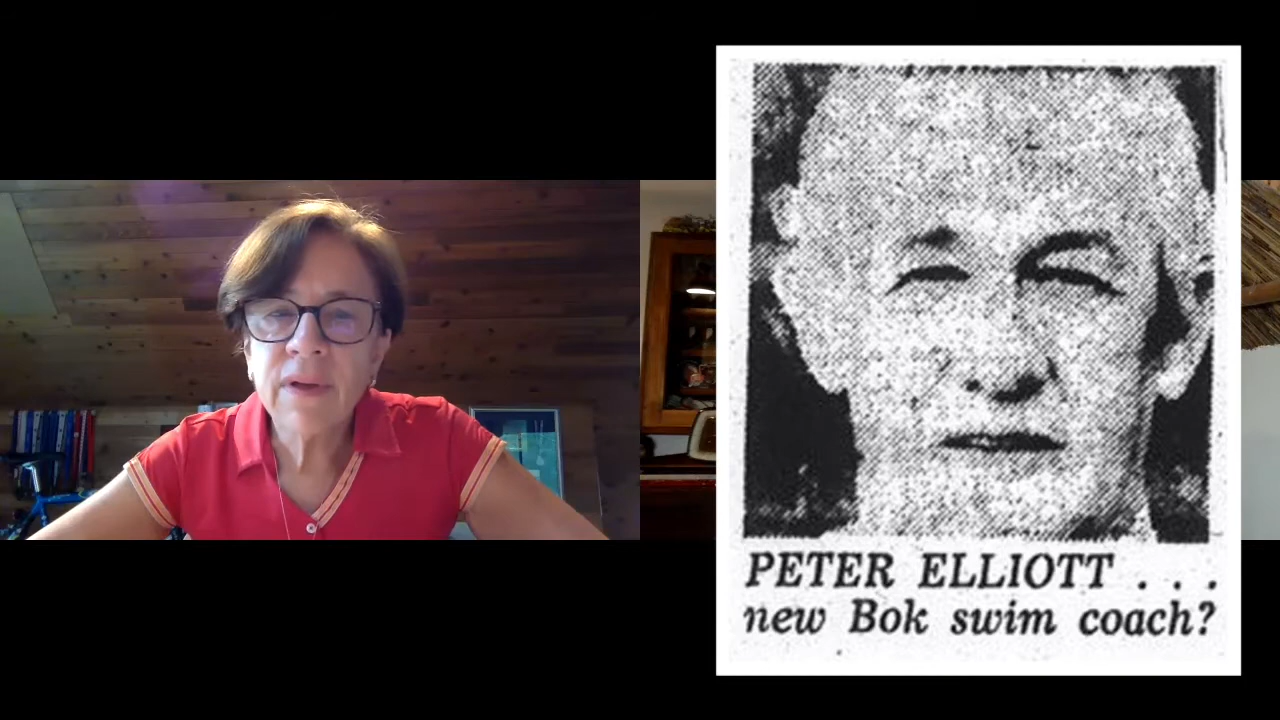 PETER ELLIOTT . . .
new Bok swim coach?